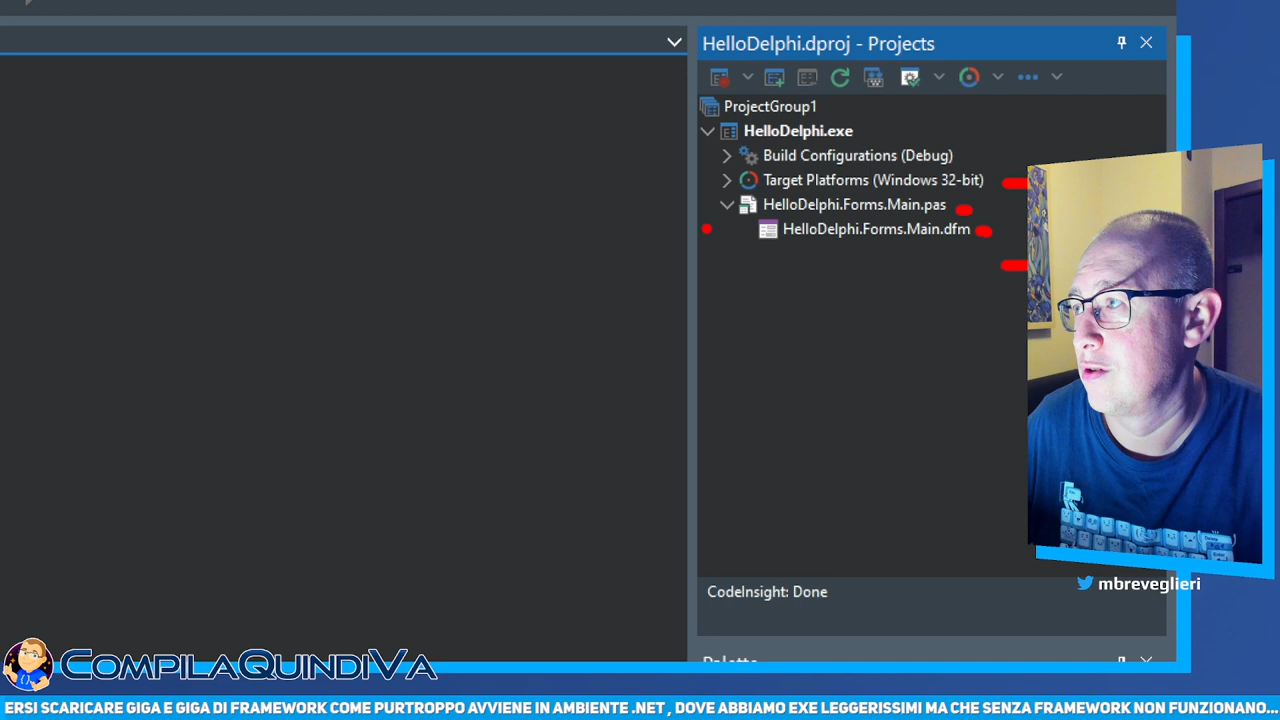 HelloDelphi.dproj - Projects
ProjectGroup1
HelloDelphi.exe
Build Configurations (Debug)
Target Platforms (Windows 32-bit)
HelloDelphi.Forms.Main.pas
HelloDelphi.Forms.Main.dfm
CodeInsight: Done
mbreveglieri
Palette
COMPILAQUINDIVA
ERSI SCARICARE GIGA E GIGA DI FRAMEWORK COME PURTROPPO AVVIENE IN AMBIENTE .NET , DOVE ABBIAMO EXE LEGGERISSIMI MA CHE SENZA FRAMEWORK NON FUNZIONANO...